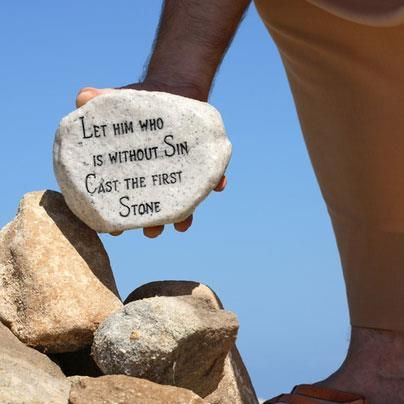 Let him who
is without Sin
Cast the first
Stone